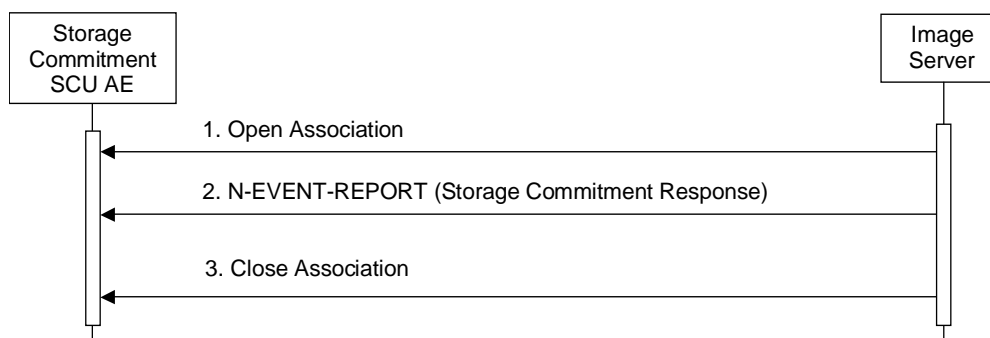 Storage
Commitment
SCU AE
Image
Server
1. Open Association
2. N-EVENT-REPORT (Storage Commitment Response)
3. Close Association